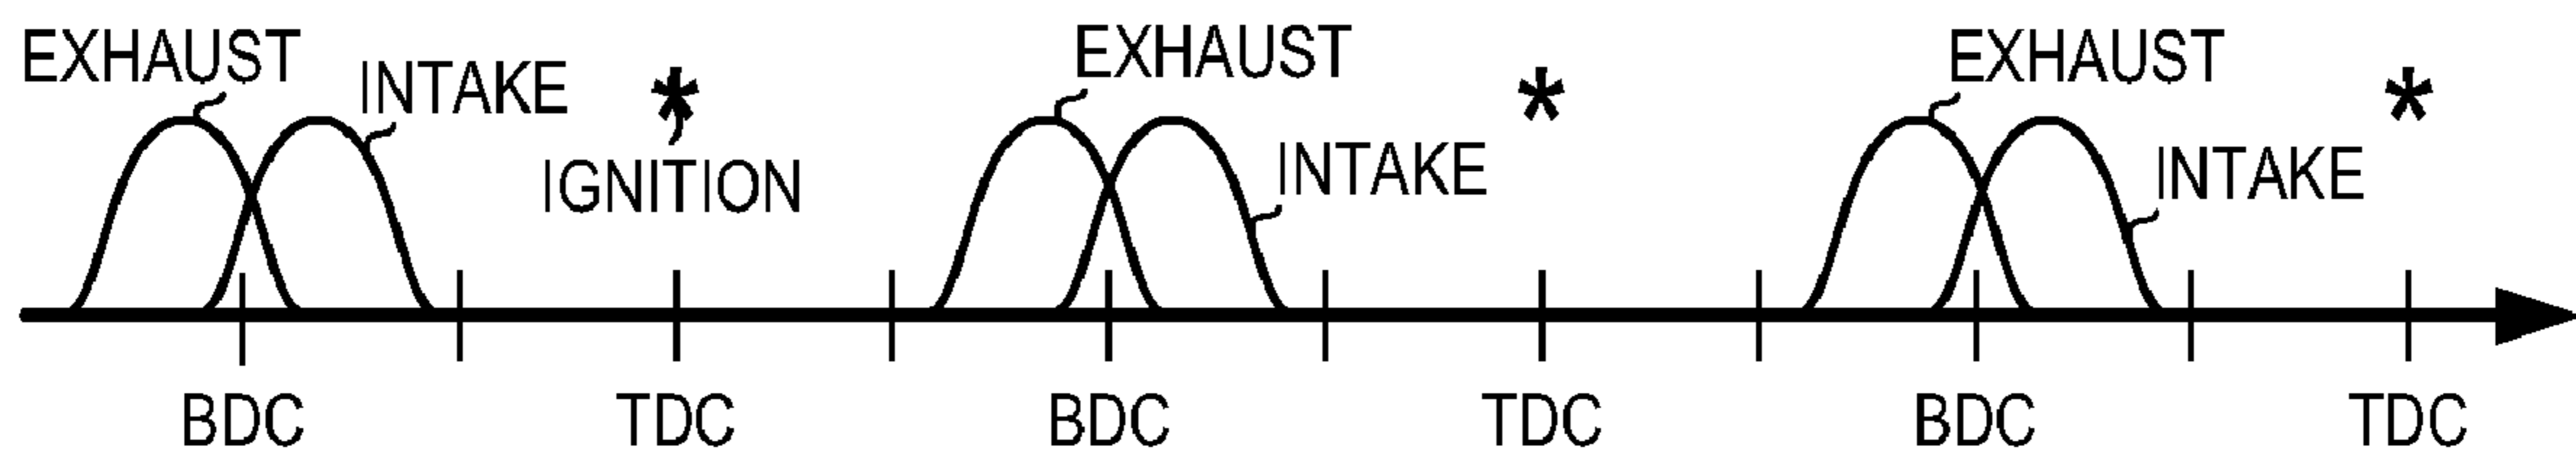 EXHAUST INTAKE * EXHAUST * EXHAUST *
IGNITION INTAKE INTAKE
BDC TDC BDC TDC BDC TDC